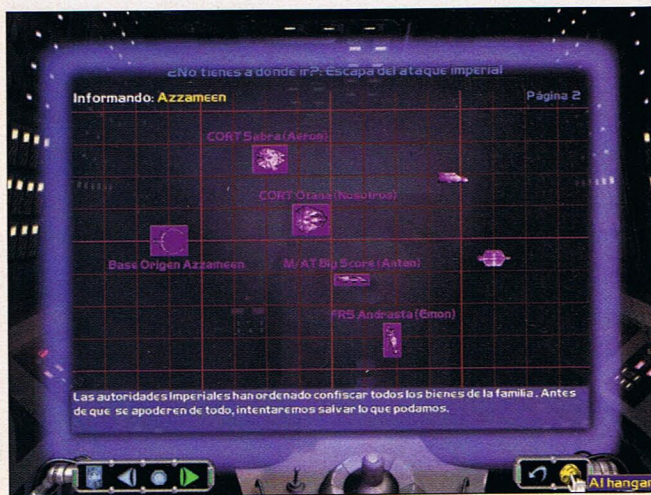 ¿No tienes a donde ir?: Escapa del ataque imperial
Informando: Azzameen
Página 2
CORT Sabra (Aeron)
CORT Otana (Nosotros)
Base Origen Azzameen
M/AT Big Score (Antan)
FRS Andrasta (Emon)
Las autoridades Imperiales han ordenado confiscar todos los bienes de la familia. Antes
de que se apoderen de todo, intentaremos salvar lo que podamos.
Al hangar